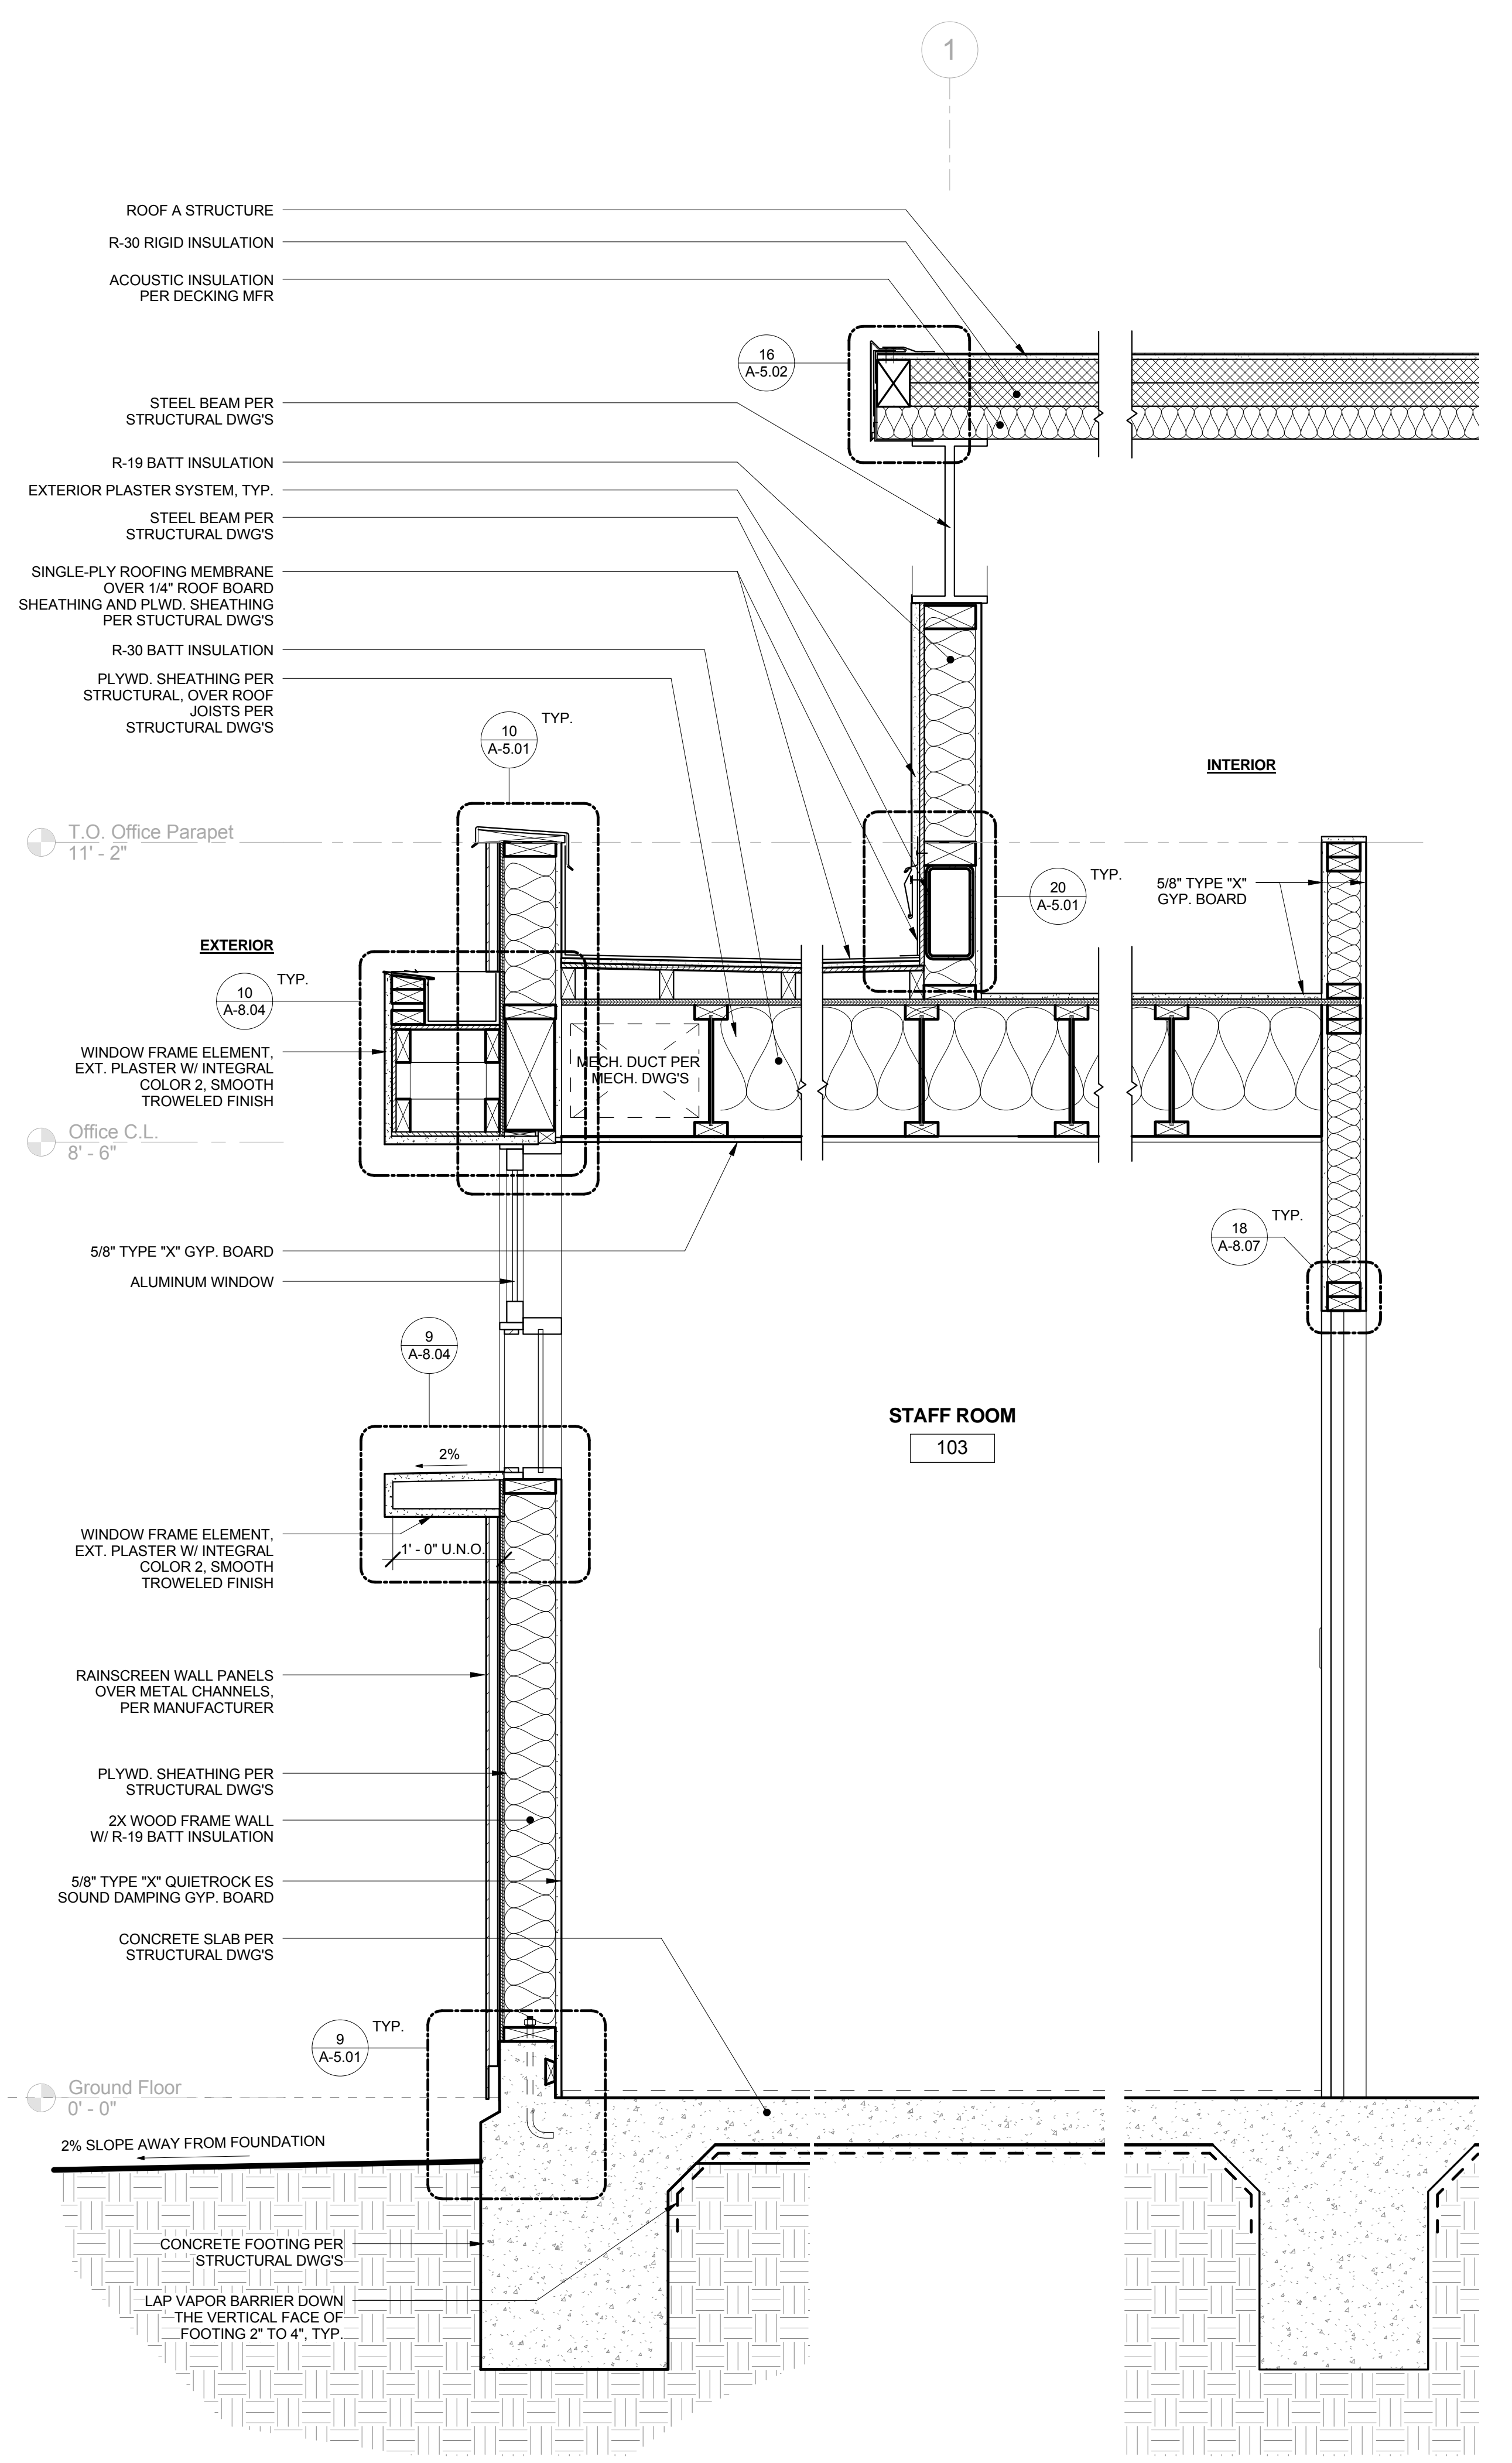 1
ROOF A STRUCTURE
R-30 RIGID INSULATION
ACOUSTIC INSULATION
PER DECKING MFR
16
A-5.02
STEEL BEAM PER
STRUCTURAL DWG'S
R-19 BATT INSULATION
EXTERIOR PLASTER SYSTEM, TYP.
STEEL BEAM PER
STRUCTURAL DWG'S
SINGLE-PLY ROOFING MEMBRANE
OVER 1/4" ROOF BOARD
SHEATHING AND PLWD. SHEATHING
PER STUCTURAL DWG'S
R-30 BATT INSULATION
PLYWD. SHEATHING PER
STRUCTURAL, OVER ROOF
JOISTS PER
STRUCTURAL DWG'S
10
A-5.01
TYP.
INTERIOR
T.O. Office Parapet
11' - 2"
20
A-5.01
TYP.
5/8" TYPE "X"
GYP. BOARD
EXTERIOR
10
A-8.04
TYP.
WINDOW FRAME ELEMENT,
EXT. PLASTER W/ INTEGRAL
COLOR 2, SMOOTH
TROWELED FINISH
MECH. DUCT PER
MECH. DWG'S
Office C.L.
8' - 6"
18
A-8.07
TYP.
5/8" TYPE "X" GYP. BOARD
ALUMINUM WINDOW
9
A-8.04
STAFF ROOM
103
2%
WINDOW FRAME ELEMENT,
EXT. PLASTER W/ INTEGRAL
COLOR 2, SMOOTH
TROWELED FINISH
1' - 0" U.N.O.
RAINSCREEN WALL PANELS
OVER METAL CHANNELS,
PER MANUFACTURER
PLYWD. SHEATHING PER
STRUCTURAL DWG'S
2X WOOD FRAME WALL
W/ R-19 BATT INSULATION
5/8" TYPE "X" QUIETROCK ES
SOUND DAMPING GYP. BOARD
CONCRETE SLAB PER
STRUCTURAL DWG'S
9
A-5.01
TYP.
Ground Floor
0' - 0"
2% SLOPE AWAY FROM FOUNDATION
CONCRETE FOOTING PER
STRUCTURAL DWG'S
LAP VAPOR BARRIER DOWN
THE VERTICAL FACE OF
FOOTING 2" TO 4", TYP.